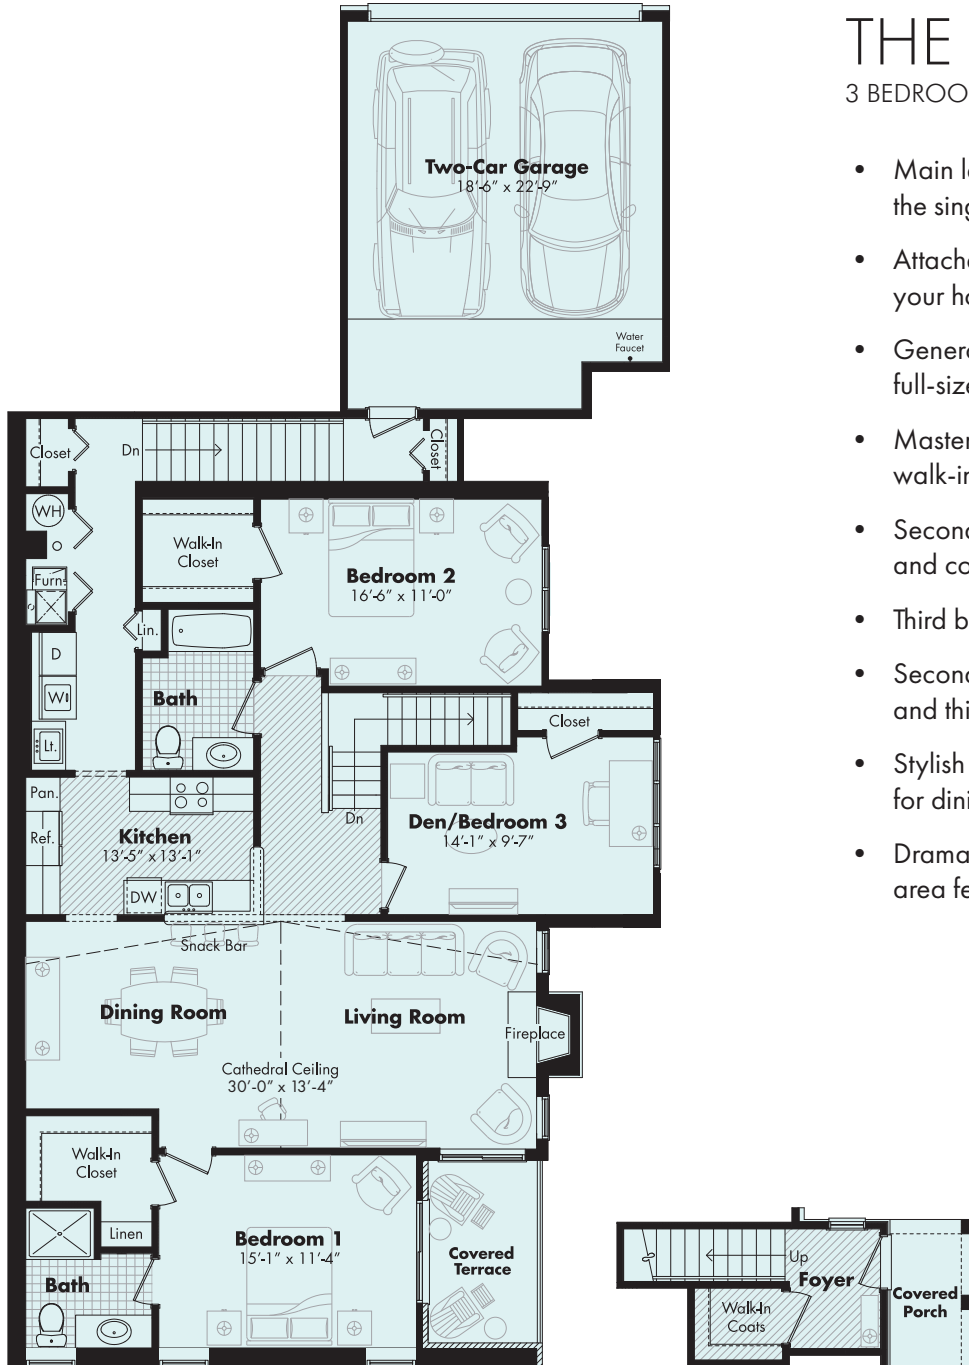 THE
3 BEDROO
• Main l
the sing
• Attach
your h
• Gener
full-size
• Master
walk-in
• Second
and co
• Third b
• Second
and thi
• Stylish
for dini
• Drama
area fe
Two-Car Garage
18'-6" x 22'-9"
Water
Faucet
Closet
Dn
Closet
WH
Walk-In
Closet
Bedroom 2
16'-6" x 11'-0"
Furn.
Lin.
D
W
Bath
Lt.
Closet
Pan.
Ref.
Kitchen
13'-5" x 13'-1"
DW
Dn
Den/Bedroom 3
14'-1" x 9'-7"
Snack Bar
Dining Room
Living Room
Fireplace
Cathedral Ceiling
30'-0" x 13'-4"
Walk-In
Closet
Linen
Bedroom 1
15'-1" x 11'-4"
Bath
Covered
Terrace
Up
Foyer
Walk-In
Coats
Covered
Porch